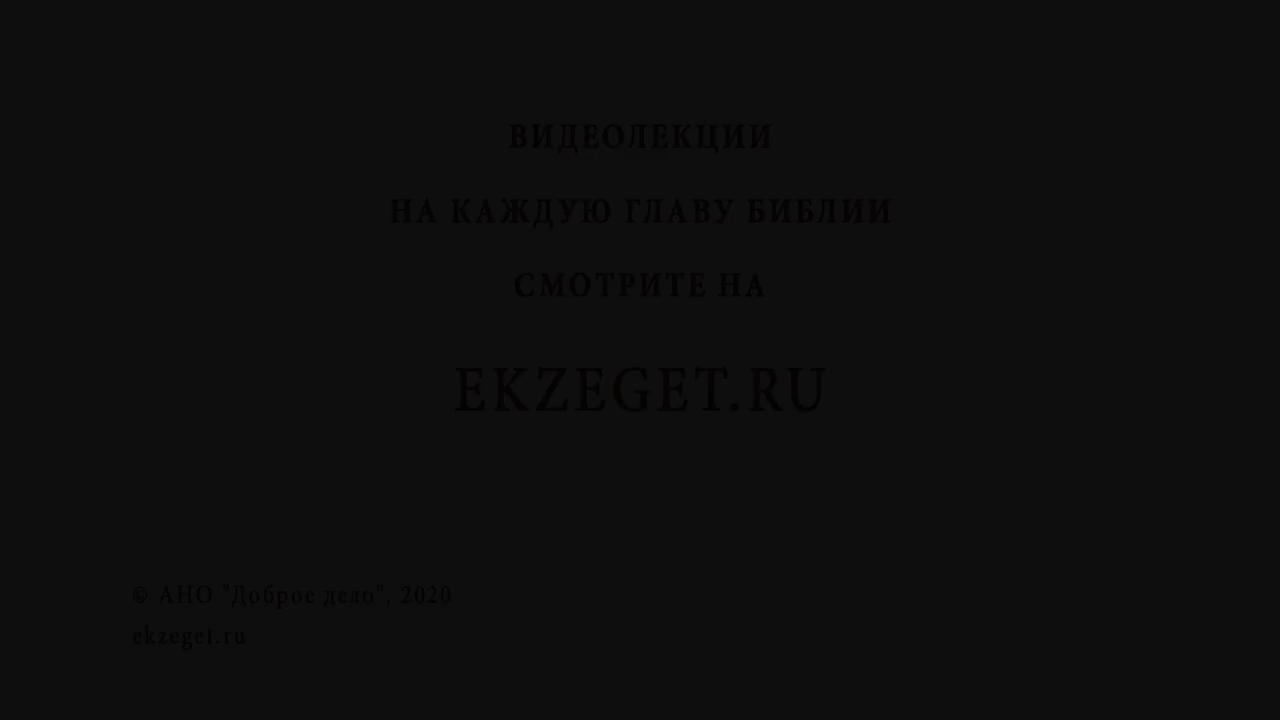 ВИДЕОЛЕКЦИИ
НА КАЖДУЮ ГЛАВУ БИБЛИИ
СМОТРИТЕ НА
EKZEGET.RU
© АНО "Доброе дело", 2020
ekzeget.ru